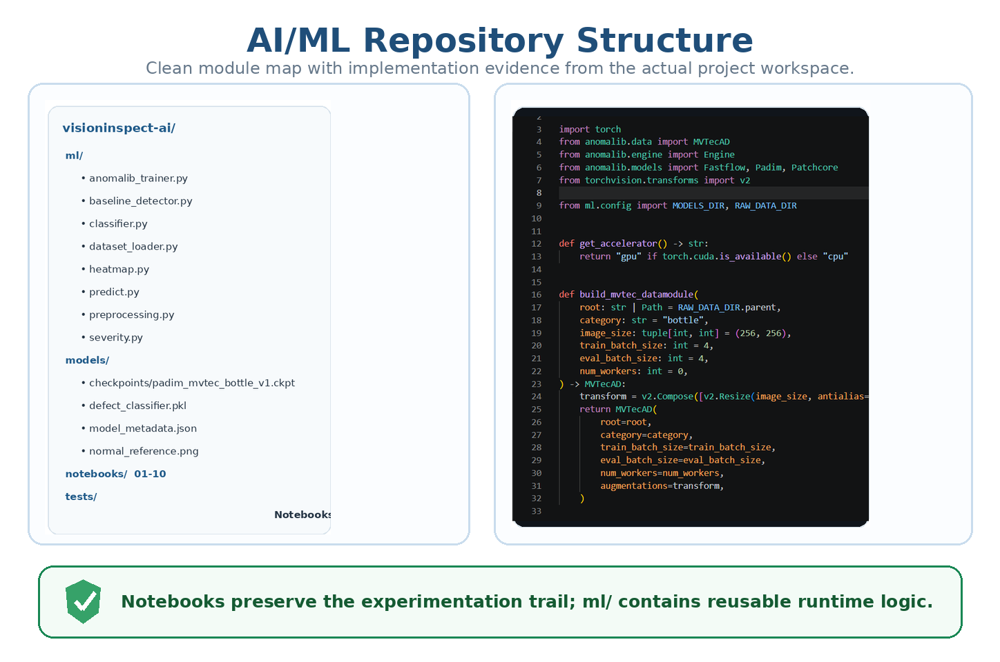 AI/ML Repository Structure
Clean module map with implementation evidence from the actual project workspace.
visioninspect-ai/
ml/
• anomalib_trainer.py
• baseline_detector.py
• classifier.py
• dataset_loader.py
• heatmap.py
• predict.py
• preprocessing.py
• severity.py
models/
• checkpoints/padim_mvtec_bottle_v1.ckpt
• defect_classifier.pkl
• model_metadata.json
• normal_reference.png
notebooks/ 01-10
tests/
Notebooks
2
3 import torch
4 from anomalib.data import MVTecAD
5 from anomalib.engine import Engine
6 from anomalib.models import Fastflow, Padim, Patchcore
7 from torchvision.transforms import v2
8
9 from ml.config import MODELS_DIR, RAW_DATA_DIR
10
11
12 def get_accelerator() -> str:
13     return "gpu" if torch.cuda.is_available() else "cpu"
14
15
16 def build_mvtec_datamodule(
17     root: str | Path = RAW_DATA_DIR.parent,
18     category: str = "bottle",
19     image_size: tuple[int, int] = (256, 256),
20     train_batch_size: int = 4,
21     eval_batch_size: int = 4,
22     num_workers: int = 0,
23 ) -> MVTecAD:
24     transform = v2.Compose([v2.Resize(image_size, antialias=
25     return MVTecAD(
26         root=root,
27         category=category,
28         train_batch_size=train_batch_size,
29         eval_batch_size=eval_batch_size,
30         num_workers=num_workers,
31         augmentations=transform,
32     )
33
Notebooks preserve the experimentation trail; ml/ contains reusable runtime logic.